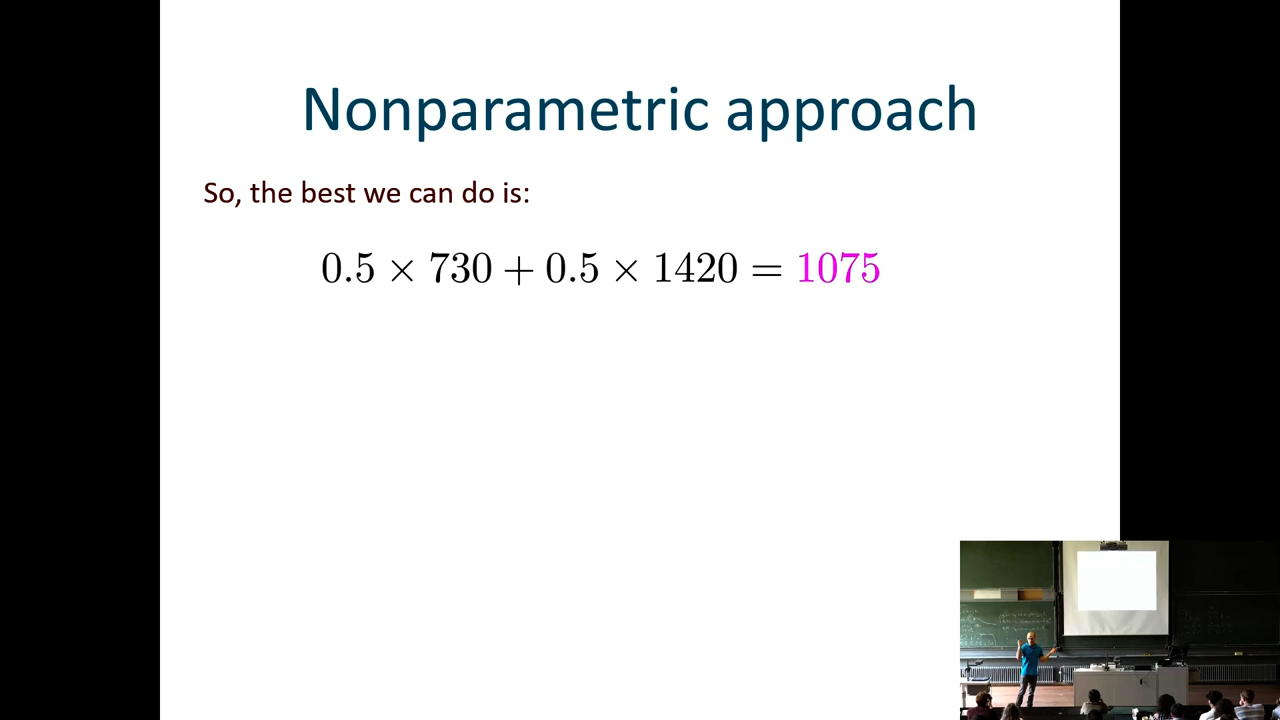 Nonparametric approach
So, the best we can do is:
0.5 × 730 + 0.5 × 1420 = 1075